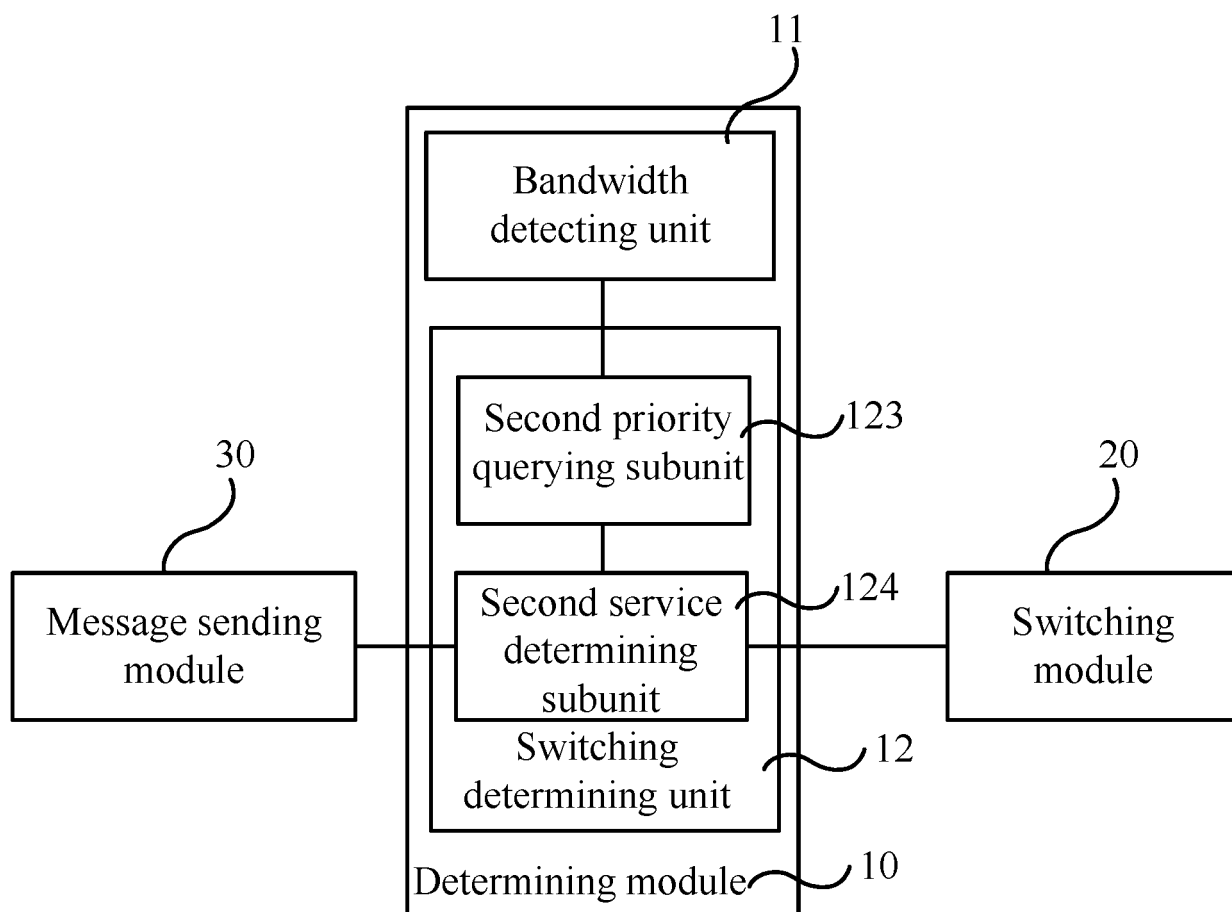 11
Bandwidth
detecting unit
Second priority
querying subunit
123
30
20
Message sending
module
Second service
determining
subunit
124
Switching
module
Switching
determining unit
12
Determining module
10